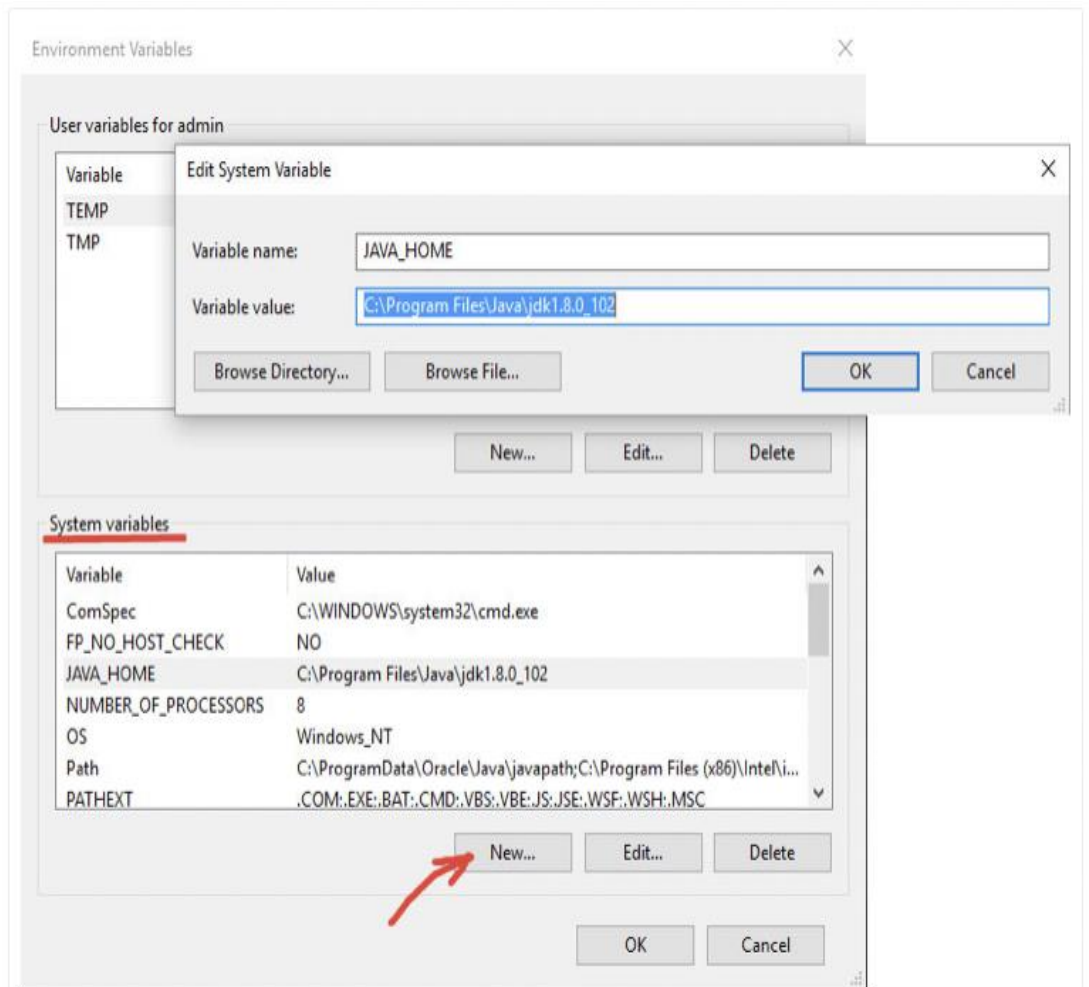 Environment Variables
User variables for admin
Variable
TEMP
TMP
Edit System Variable
Variable name: JAVA_HOME
Variable value: C:\Program Files\Java\jdk1.8.0_102
Browse Directory... Browse File... OK Cancel
New... Edit... Delete
System variables
Variable Value
ComSpec C:\WINDOWS\system32\cmd.exe
FP_NO_HOST_CHECK NO
JAVA_HOME C:\Program Files\Java\jdk1.8.0_102
NUMBER_OF_PROCESSORS 8
OS Windows_NT
Path C:\ProgramData\Oracle\Java\javapath;C:\Program Files (x86)\Intel\i...
PATHEXT .COM;.EXE;.BAT;.CMD;.VBS;.VBE;.JS;.JSE;.WSF;.WSH;.MSC
New... Edit... Delete
OK Cancel